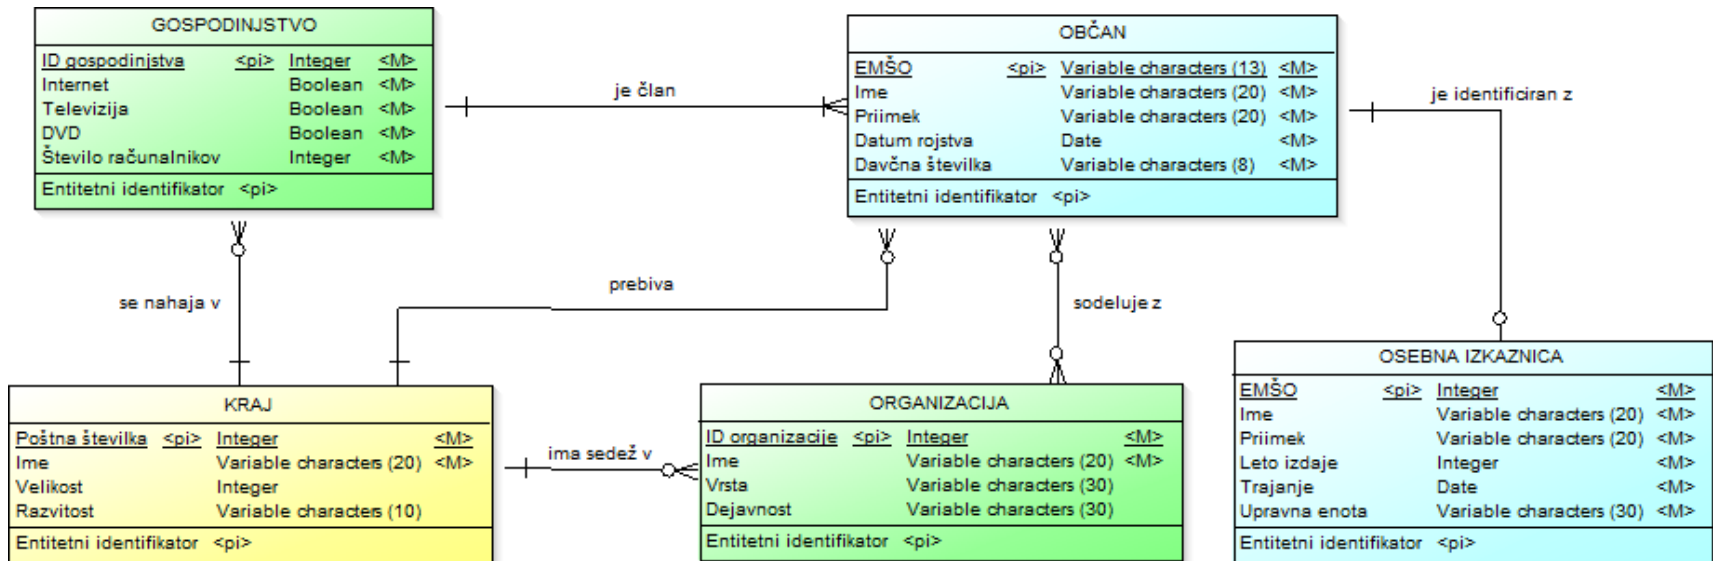 GOSPODINJSTVO
ID gospodinjstva <pi> Integer <M>
Internet Boolean <M>
Televizija Boolean <M>
DVD Boolean <M>
Število računalnikov Integer <M>
Entitetni identifikator <pi>
je član
OBČAN
EMŠO <pi> Variable characters (13) <M>
Ime Variable characters (20) <M>
Priimek Variable characters (20) <M>
Datum rojstva Date <M>
Davčna številka Variable characters (8) <M>
Entitetni identifikator <pi>
je identificiran z
se nahaja v
prebiva
sodeluje z
KRAJ
Poštna številka <pi> Integer <M>
Ime Variable characters (20) <M>
Velikost Integer
Razvitost Variable characters (10)
Entitetni identifikator <pi>
ima sedež v
ORGANIZACIJA
ID organizacije <pi> Integer <M>
Ime Variable characters (20) <M>
Vrsta Variable characters (30)
Dejavnost Variable characters (30)
Entitetni identifikator <pi>
OSEBNA IZKAZNICA
EMŠO <pi> Integer <M>
Ime Variable characters (20) <M>
Priimek Variable characters (20) <M>
Leto izdaje Integer <M>
Trajanje Date <M>
Upravna enota Variable characters (30) <M>
Entitetni identifikator <pi>